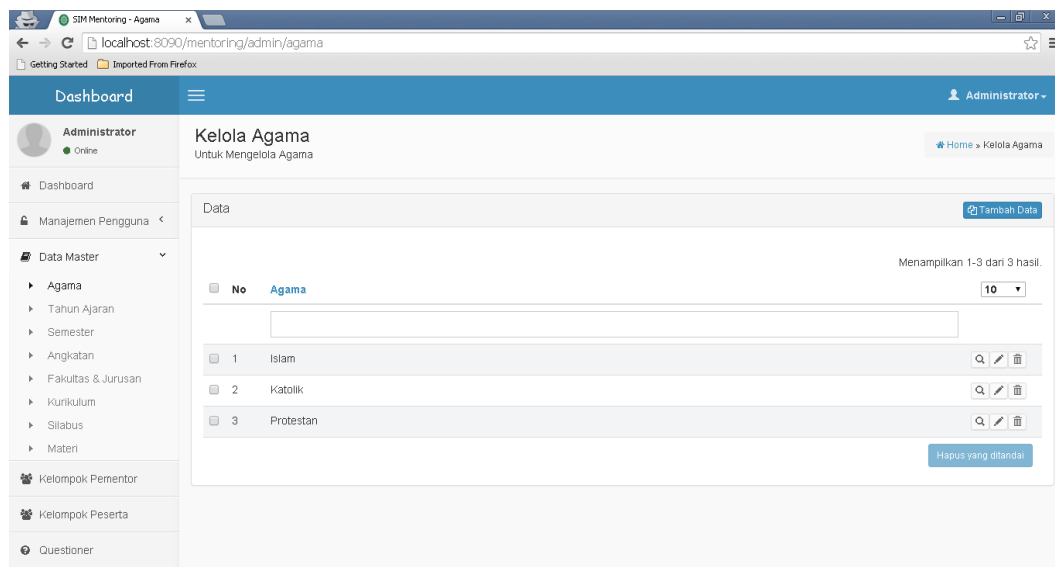 SIM Mentoring - Agama
localhost:8090/mentoring/admin/agama
Getting Started Imported From Firefox
Dashboard
Administrator
Administrator
Online
Kelola Agama
Untuk Mengelola Agama
Home » Kelola Agama
Dashboard
Manajemen Pengguna
Data Master
Agama
Tahun Ajaran
Semester
Angkatan
Fakultas & Jurusan
Kurikulum
Silabus
Materi
Kelompok Pementor
Kelompok Peserta
Questioner
Data
Tambah Data
Menampilkan 1-3 dari 3 hasil.
No Agama 10
1 Islam
2 Katolik
3 Protestan
Hapus yang ditandai